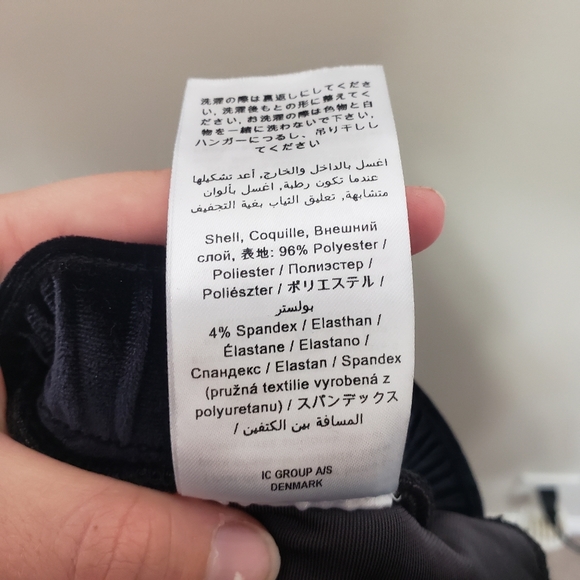 洗濯の際は裏返しにしてくださ
い, 洗濯後もとの形に整えてく
ださい, お洗濯の際は色物と白
物を一緒に洗わないで下さい,
ハンガーにつるし、吊り干しし
てください
اغسل بالداخل والخارج, أعد تشكيلها
عندما تكون رطبة, اغسل بألوان
متشابهة, تعليق الثياب بغية التجفيف
Shell, Coquille, Внешний
слой, 表地: 96% Polyester /
Poliester / Полиэстер /
Poliészter / ポリエステル /
بولستر
4% Spandex / Elasthan /
Élastane / Elastano /
Спандекс / Elastan / Spandex
(pružná textilie vyrobená z
polyuretanu) / スパンデックス
المسافة بين الكتفين /
IC GROUP A/S
DENMARK